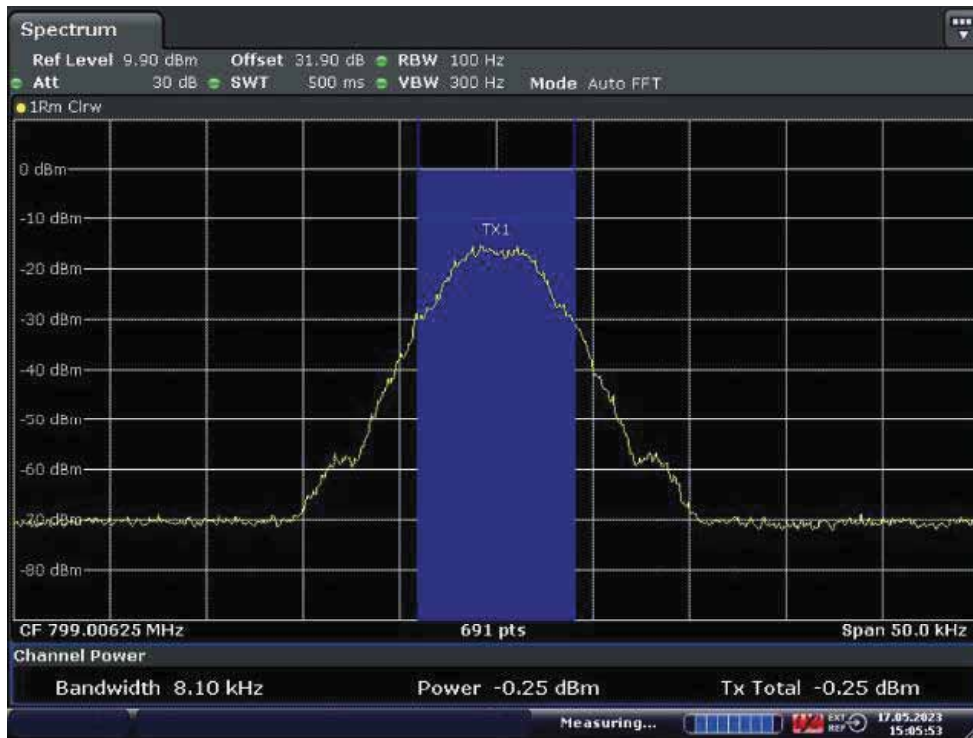 Spectrum
Ref Level 9.90 dBm Offset 31.90 dB RBW 100 Hz
Att 30 dB SWT 500 ms VBW 300 Hz Mode Auto FFT
1Rm Clrw
0 dBm
-10 dBm
TX1
-20 dBm
-30 dBm
-40 dBm
-50 dBm
-60 dBm
-70 dBm
-80 dBm
CF 799.00625 MHz 691 pts Span 50.0 kHz
Channel Power
Bandwidth 8.10 kHz Power -0.25 dBm Tx Total -0.25 dBm
Measuring... EXT REF 17.05.2023
15:05:53